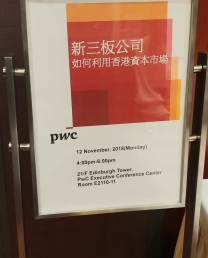 新三板公司
如何利用香港資本市場
pwc
12 November, 2018(Monday)
4:00pm-6:00pm
21/F Edinburgh Tower,
PwC Executive Conference Center
Room E2110-11